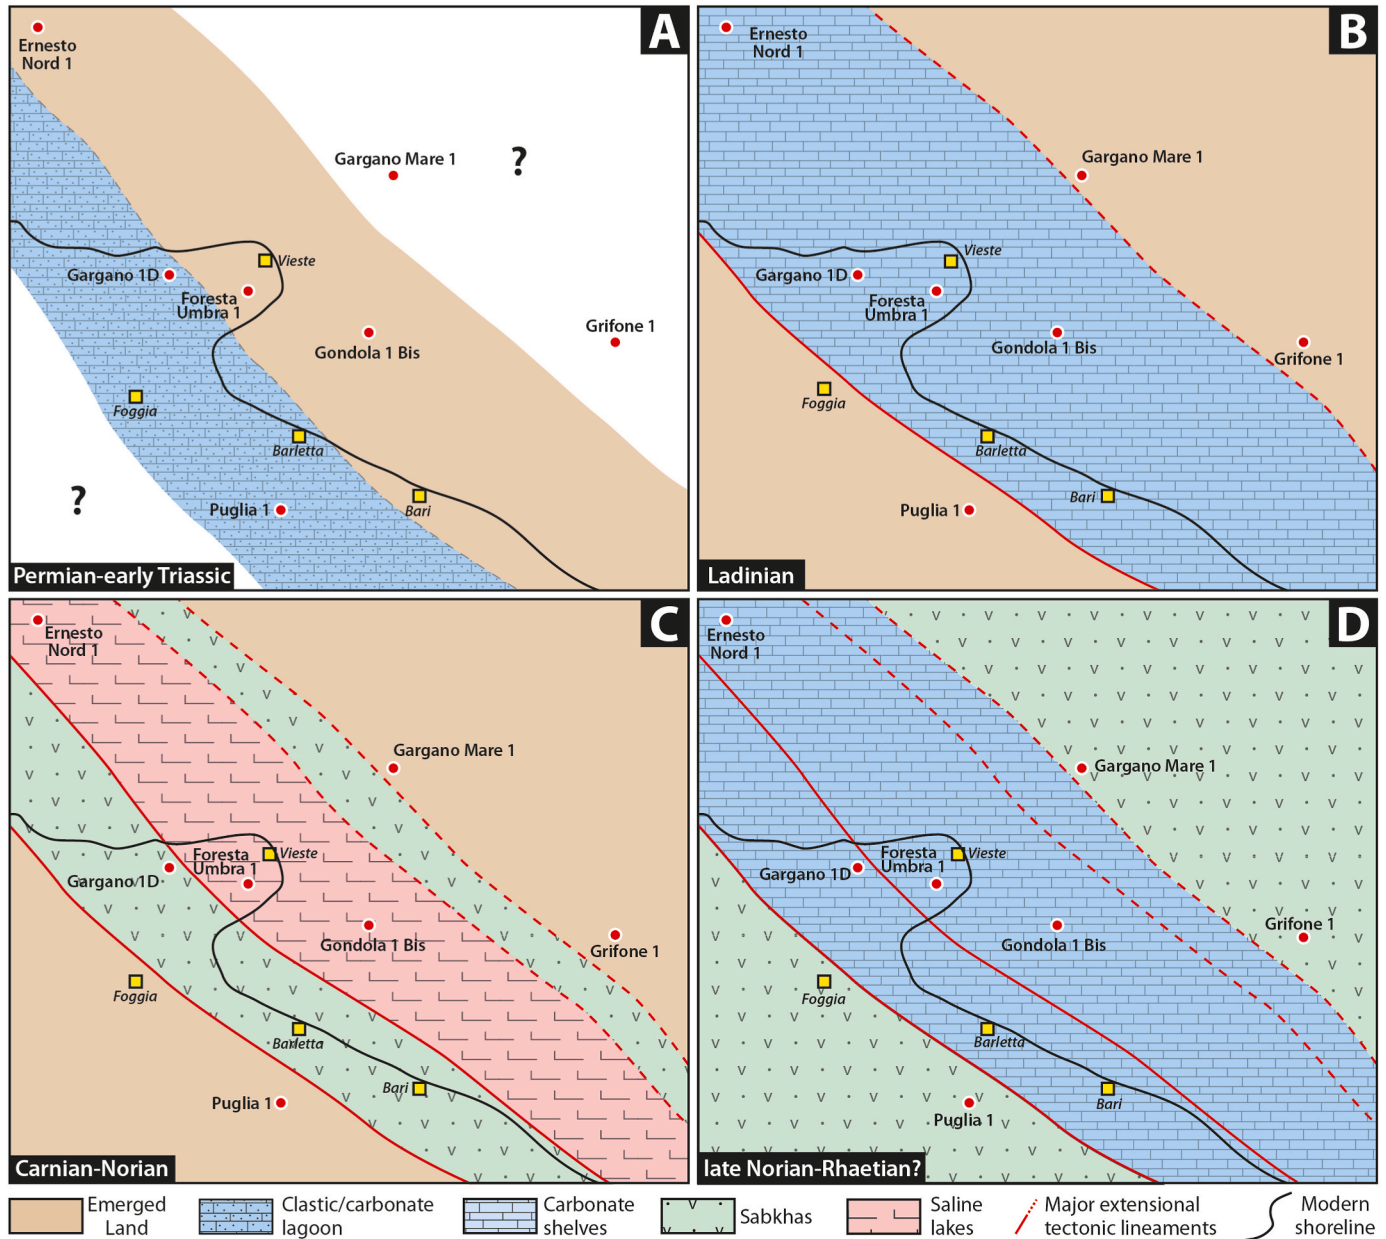 A
Ernesto
Nord 1
Gargano Mare 1
?
Vieste
Gargano 1D
Foresta
Umbra 1
Grifone 1
Gondola 1 Bis
Foggia
Barletta
?
Puglia 1
Bari
Permian-early Triassic
B
Ernesto
Nord 1
Gargano Mare 1
Vieste
Gargano 1D
Foresta
Umbra 1
Gondola 1 Bis
Grifone 1
Foggia
Barletta
Bari
Puglia 1
Ladinian
C
Ernesto
Nord 1
Gargano Mare 1
Foresta
Umbra 1
Vieste
Gargano 1D
Gondola 1 Bis
Grifone 1
Foggia
Barletta
Bari
Puglia 1
Carnian-Norian
D
Ernesto
Nord 1
Gargano Mare 1
Foresta
Umbra 1
Vieste
Gargano 1D
Grifone 1
Gondola 1 Bis
Foggia
Barletta
Bari
Puglia 1
late Norian-Rhaetian?
Emerged
Land
Clastic/carbonate
lagoon
Carbonate
shelves
Sabkhas
Saline
lakes
Major extensional
tectonic lineaments
Modern
shoreline